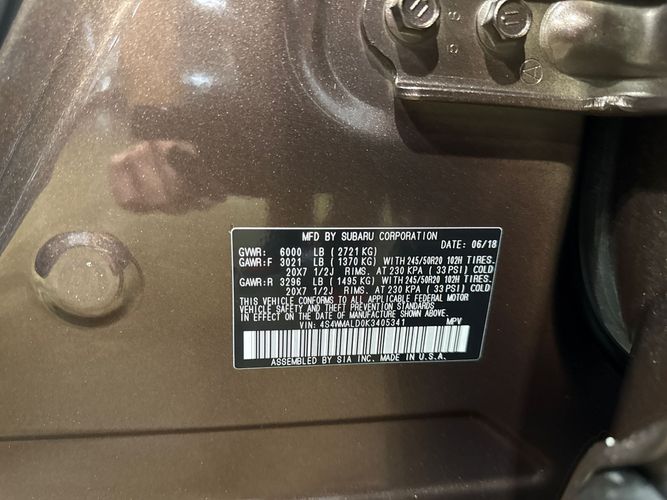 MFD BY SUBARU CORPORATION
DATE: 06/18
GVWR: 6000 LB ( 2721 KG)
GAWR:F 3021 LB ( 1370 KG) WITH 245/50R20 102H TIRES.
20X7 1/2J RIMS. AT 230 KPA ( 33 PSI) COLD
GAWR:R 3296 LB ( 1495 KG) WITH 245/50R20 102H TIRES.
20X7 1/2J RIMS. AT 230 KPA ( 33 PSI) COLD
THIS VEHICLE CONFORMS TO ALL APPLICABLE FEDERAL MOTOR
VEHICLE SAFETY AND THEFT PREVENTION STANDARDS
IN EFFECT ON THE DATE OF MANUFACTURE SHOWN ABOVE.
VIN: 4S4WMALD0K3405341 MPV
ASSEMBLED BY SIA INC. MADE IN U.S.A.